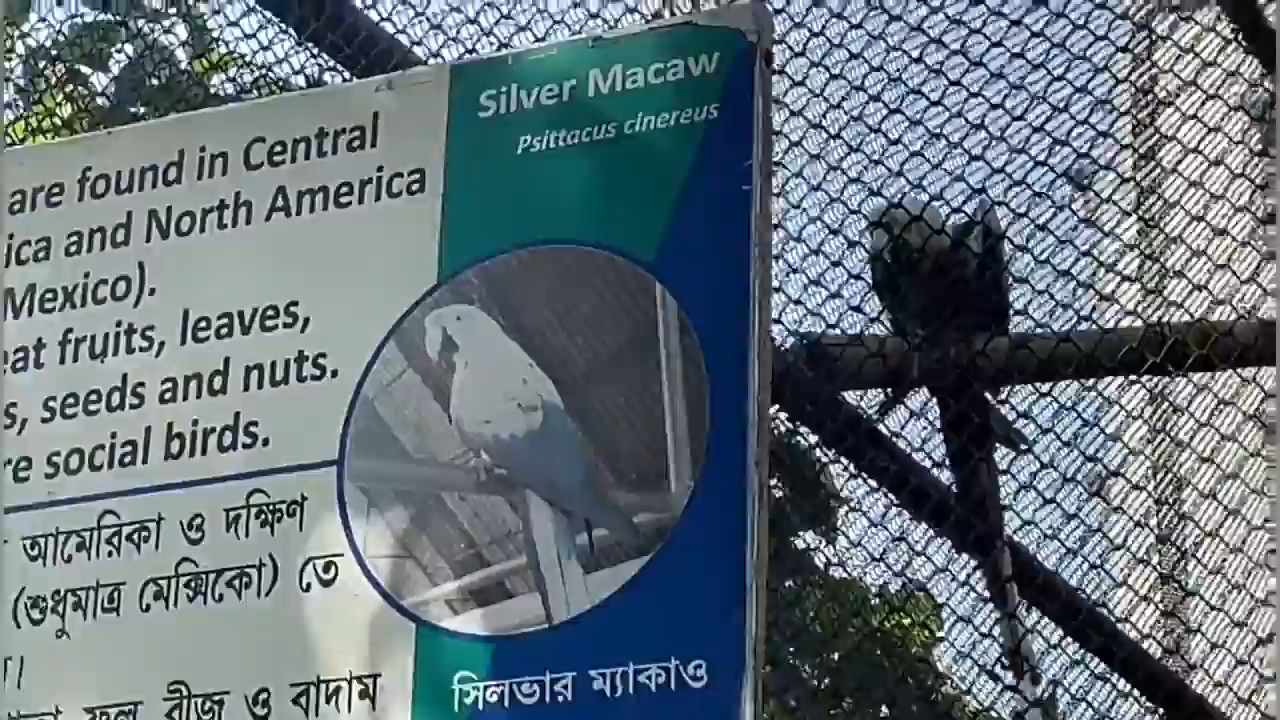 Silver Macaw
Psittacus cinereus
are found in Central
ica and North America
Mexico).
eat fruits, leaves,
s, seeds and nuts.
re social birds.
আমেরিকা ও দক্ষিণ
(শুধুমাত্র মেক্সিকো) তে
ফল বীজ ও বাদাম
সিলভার ম্যাকাও